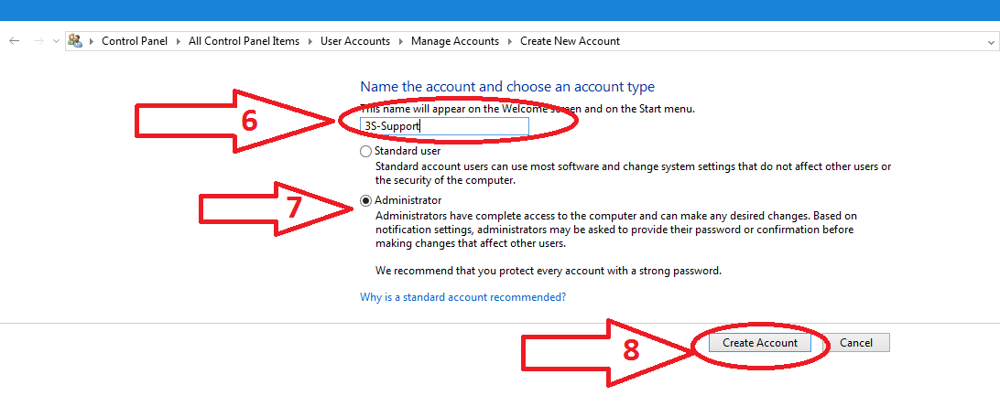 Control Panel All Control Panel Items User Accounts Manage Accounts Create New Account
Name the account and choose an account type
This name will appear on the Welcome screen and on the Start menu.
6
3S-Support
Standard user
Standard account users can use most software and change system settings that do not affect other users or
the security of the computer.
7
Administrator
Administrators have complete access to the computer and can make any desired changes. Based on
notification settings, administrators may be asked to provide their password or confirmation before
making changes that affect other users.
We recommend that you protect every account with a strong password.
Why is a standard account recommended?
8
Create Account
Cancel